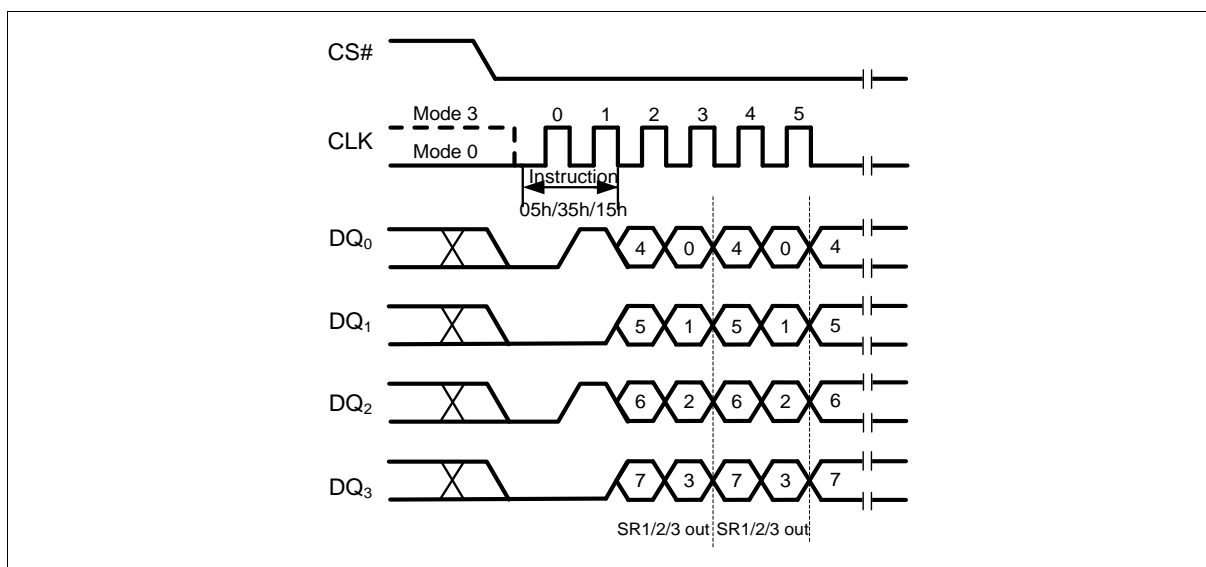 CS#
Mode 3 0 1 2 3 4 5
CLK
Mode 0
Instruction
05h/35h/15h
DQ0 4 0 4 0 4
DQ1 5 1 5 1 5
DQ2 6 2 6 2 6
DQ3 7 3 7 3 7
SR1/2/3 out SR1/2/3 out